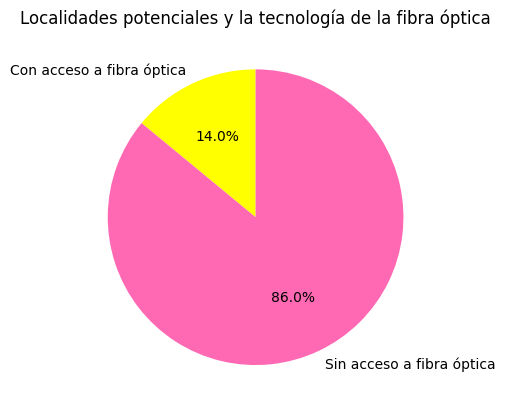 Localidades potenciales y la tecnología de la fibra óptica
Con acceso a fibra óptica
14.0%
86.0%
Sin acceso a fibra óptica